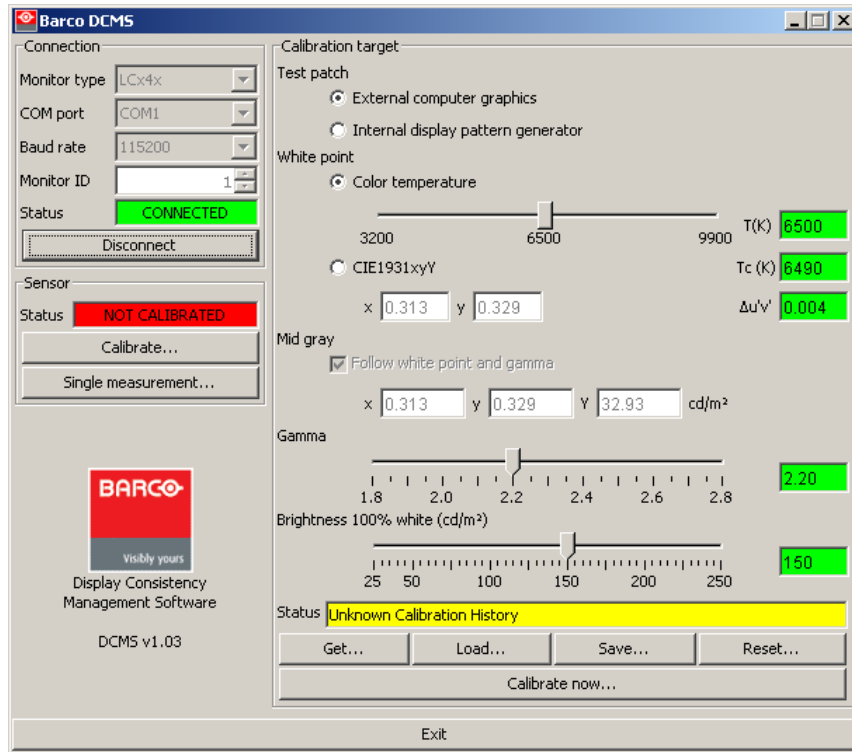 Barco DCMS
Connection
Monitor type LCx4x
COM port COM1
Baud rate 115200
Monitor ID 1
Status CONNECTED
Disconnect
Sensor
Status NOT CALIBRATED
Calibrate...
Single measurement...
BARCO
Visibly yours
Display Consistency
Management Software
DCMS v1.03
Calibration target
Test patch
External computer graphics
Internal display pattern generator
White point
Color temperature
3200 6500 9900
T(K) 6500
CIE1931xyY
Tc (K) 6490
x 0.313 y 0.329
Δu'v' 0.004
Mid gray
Follow white point and gamma
x 0.313 y 0.329 Y 32.93 cd/m²
Gamma
2.20
1.8 2.0 2.2 2.4 2.6 2.8
Brightness 100% white (cd/m²)
150
25 50 100 150 200 250
Status Unknown Calibration History
Get... Load... Save... Reset...
Calibrate now...
Exit